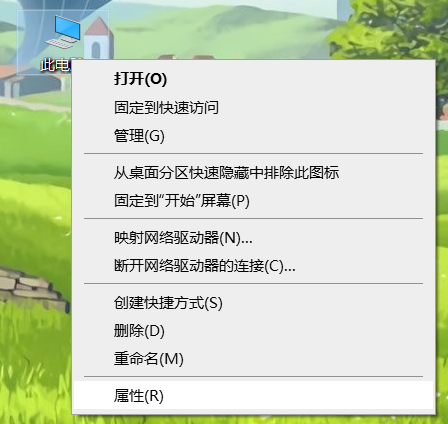 此电
打开(O)
固定到快速访问
管理(G)
从桌面分区快速隐藏中排除此图标
固定到“开始”屏幕(P)
映射网络驱动器(N)...
断开网络驱动器的连接(C)...
创建快捷方式(S)
删除(D)
重命名(M)
属性(R)